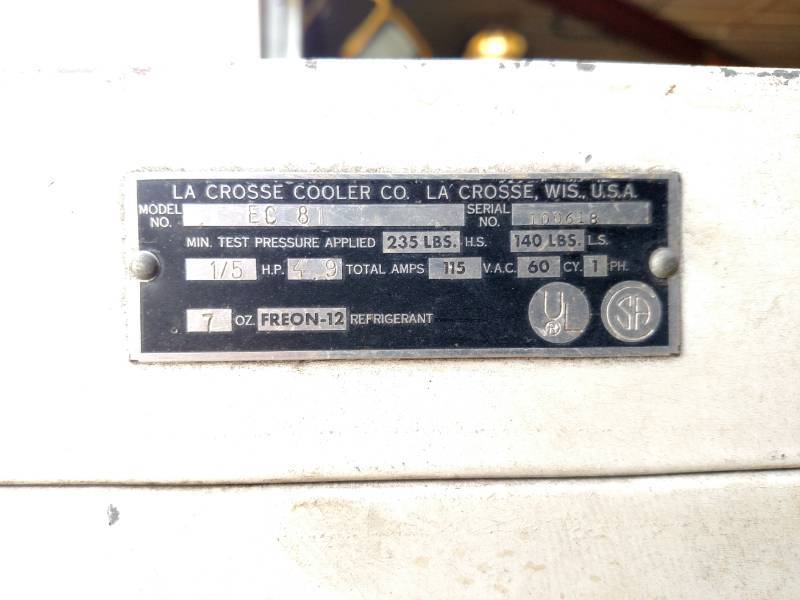 LA CROSSE COOLER CO. LA CROSSE, WIS., U.S.A.
MODEL NO. EC 81 SERIAL NO. 100618
MIN. TEST PRESSURE APPLIED 235 LBS. H.S. 140 LBS. L.S.
1/5 H.P. 4.9 TOTAL AMPS 115 V.A.C. 60 CY. 1 PH.
7 OZ. FREON-12 REFRIGERANT
UL ® SA